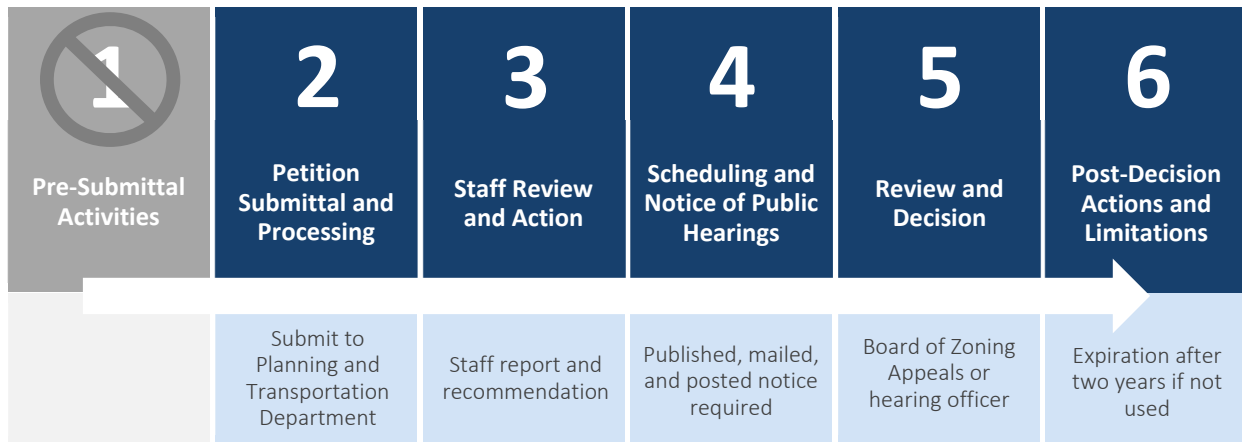 1
Pre-Submittal
Activities
2
Petition
Submittal and
Processing
3
Staff Review
and Action
4
Scheduling and
Notice of Public
Hearings
5
Review and
Decision
6
Post-Decision
Actions and
Limitations
Submit to
Planning and
Transportation
Department
Staff report and
recommendation
Published, mailed,
and posted notice
required
Board of Zoning
Appeals or
hearing officer
Expiration after
two years if not
used